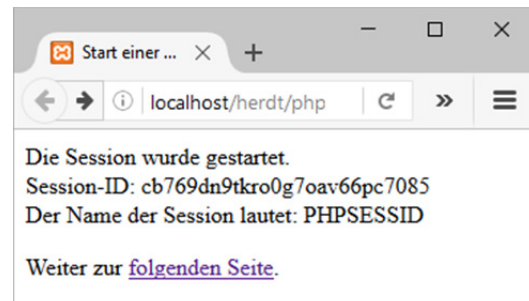 Start einer ...
localhost/herdt/php
Die Session wurde gestartet.
Session-ID: cb769dn9tkro0g7oav66pc7085
Der Name der Session lautet: PHPSESSID
Weiter zur folgenden Seite.